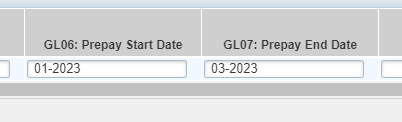 GL06: Prepay Start Date GL07: Prepay End Date
01-2023 03-2023